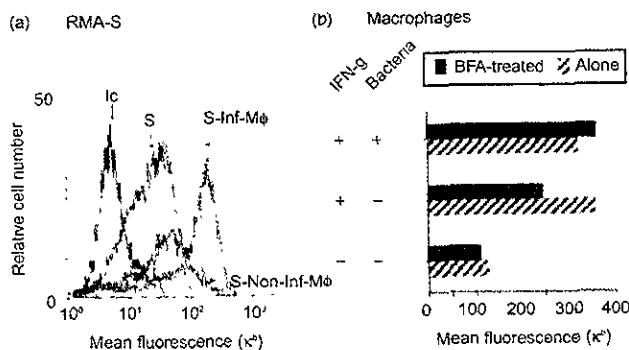 (a) RMA-S
50
Ic
S
S-Inf-Mϕ
S-Non-Inf-Mϕ
0
10⁰ 10¹ 10² 10³
Relative cell number
Mean fluorescence (κᵇ)
(b) Macrophages
IFN-g
Bacteria
BFA-treated
Alone
+ +
+ −
− −
0 100 200 300 400
Mean fluorescence (κᵇ)